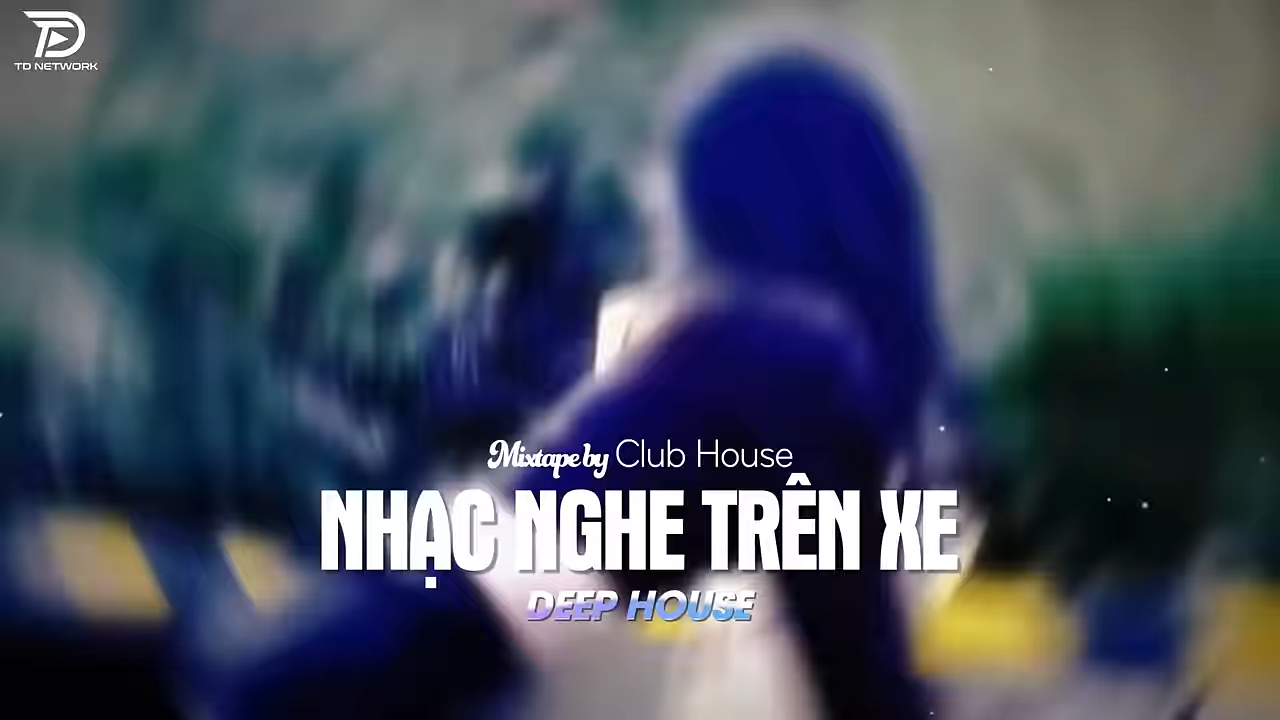 TD NETWORK
Mixtape by Club House
NHẠC NGHE TRÊN XE
DEEP HOUSE